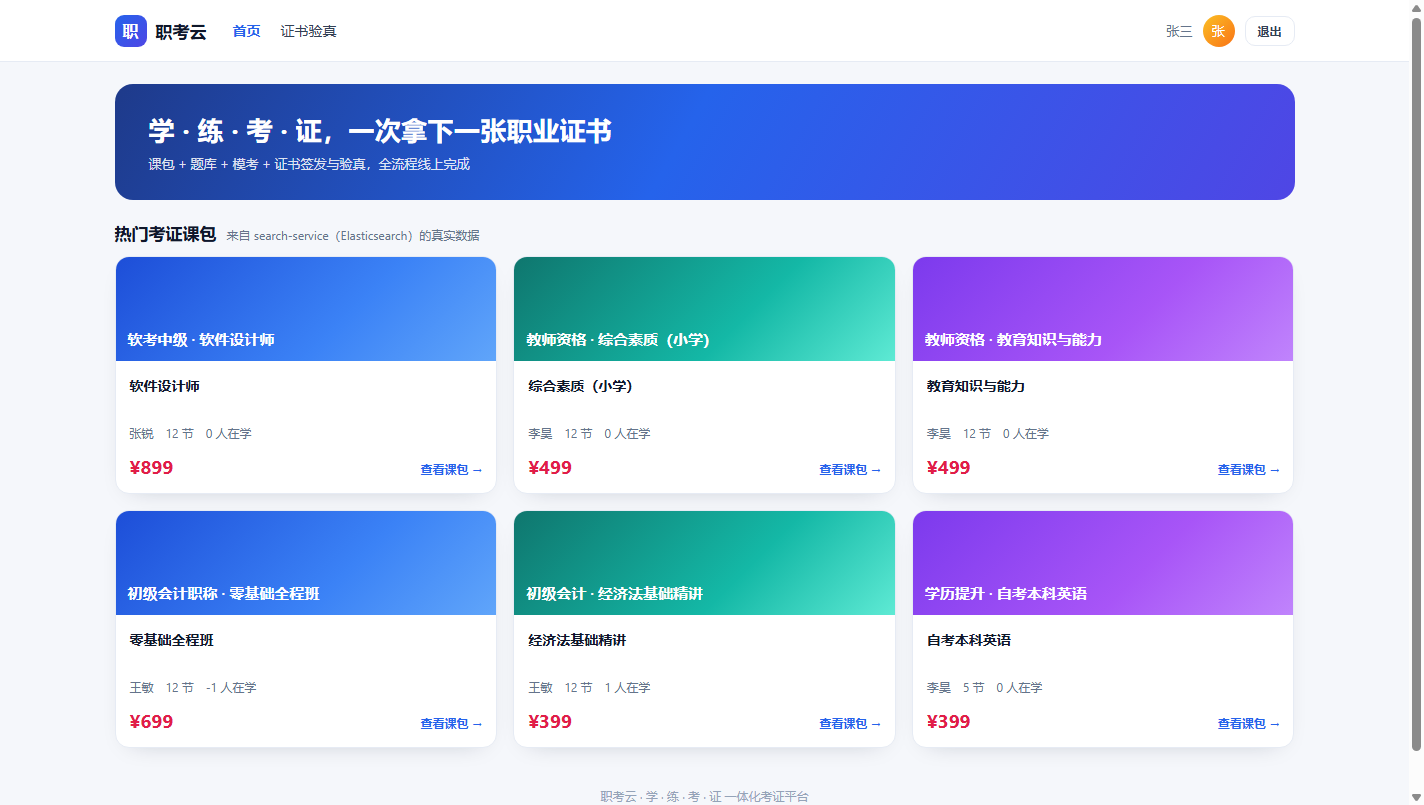 职 职考云 首页 证书验真 张三 张 退出
学 · 练 · 考 · 证，一次拿下一张职业证书
课包 + 题库 + 模考 + 证书签发与验真，全流程线上完成
热门考证课包 来自 search-service（Elasticsearch）的真实数据
软考中级 · 软件设计师
软件设计师
张锐 12 节 0 人在学
¥899 查看课包 →
教师资格 · 综合素质（小学）
综合素质（小学）
李昊 12 节 0 人在学
¥499 查看课包 →
教师资格 · 教育知识与能力
教育知识与能力
李昊 12 节 0 人在学
¥499 查看课包 →
初级会计职称 · 零基础全程班
零基础全程班
王敏 12 节 -1 人在学
¥699 查看课包 →
初级会计 · 经济法基础精讲
经济法基础精讲
王敏 12 节 1 人在学
¥399 查看课包 →
学历提升 · 自考本科英语
自考本科英语
李昊 5 节 0 人在学
¥399 查看课包 →
职考云 · 学 · 练 · 考 · 证 一体化考证平台